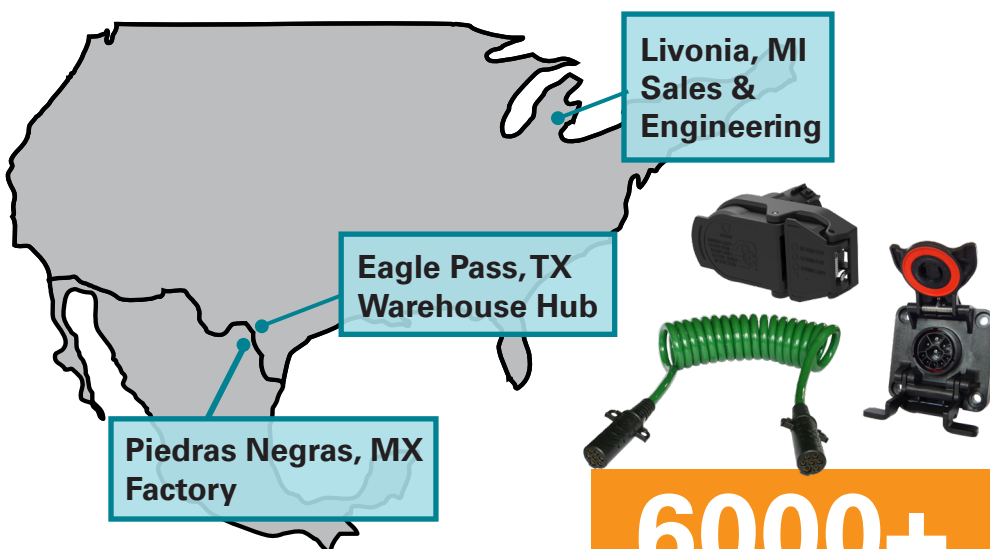 Livonia, MI
Sales &
Engineering
Eagle Pass, TX
Warehouse Hub
Piedras Negras, MX
Factory
6000+